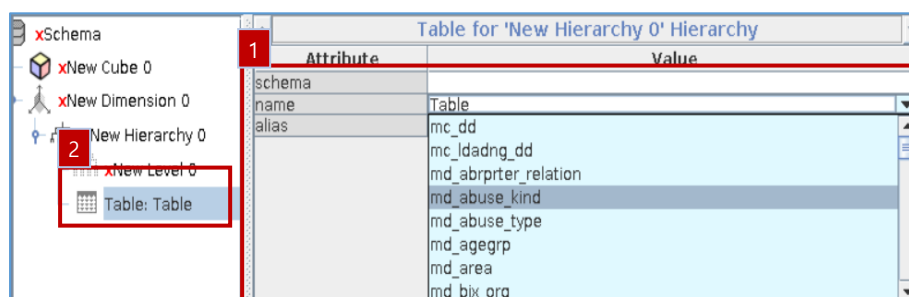 xSchema
xNew Cube 0
xNew Dimension 0
New Hierarchy 0
2
xNew Level 0
Table: Table
1
Table for 'New Hierarchy 0' Hierarchy
Attribute Value
schema
name Table
alias
mc_dd
mc_ldadng_dd
md_abrprter_relation
md_abuse_kind
md_abuse_type
md_agegrp
md_area
md_bix_org